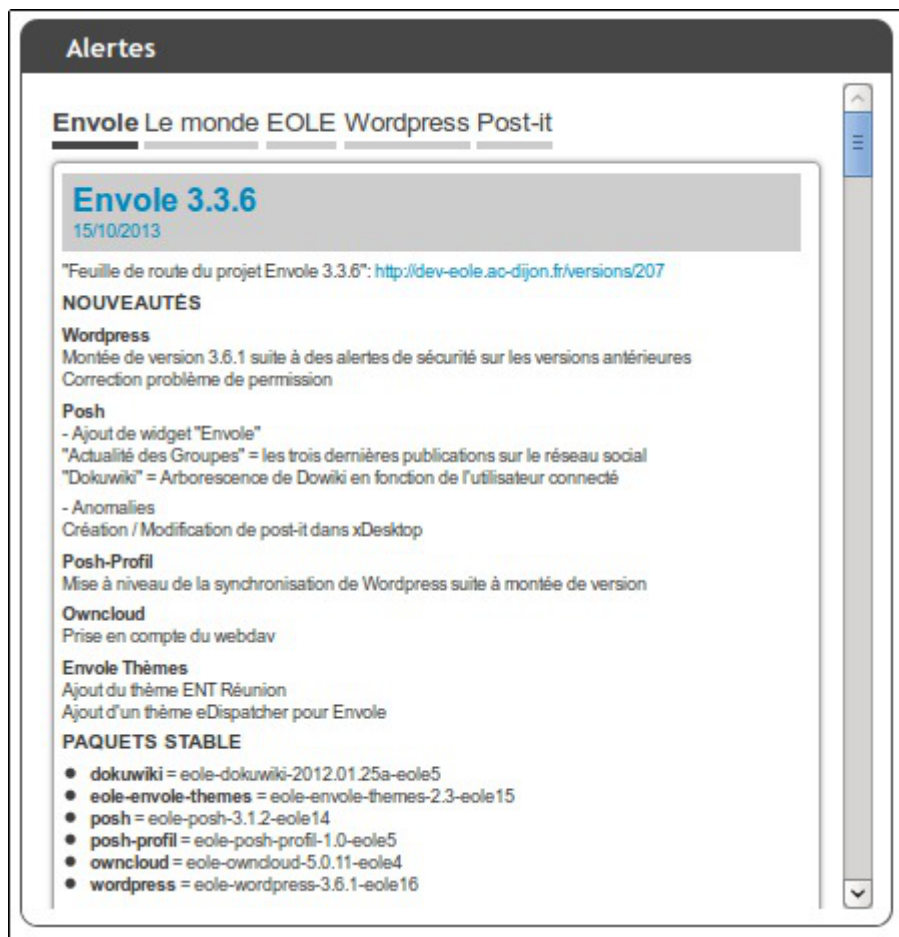 Alertes
Envole Le monde EOLE Wordpress Post-it
Envole 3.3.6
15/10/2013
"Feuille de route du projet Envole 3.3.6": http://dev-eole.ac-dijon.fr/versions/207
NOUVEAUTÉS
Wordpress
Montée de version 3.6.1 suite à des alertes de sécurité sur les versions antérieures
Correction problème de permission
Posh
- Ajout de widget "Envole"
"Actualité des Groupes" = les trois dernières publications sur le réseau social
"Dokuwiki" = Arborescence de Dowiki en fonction de l'utilisateur connecté
- Anomalies
Création / Modification de post-it dans xDesktop
Posh-Profil
Mise à niveau de la synchronisation de Wordpress suite à montée de version
Owncloud
Prise en compte du webdav
Envole Thèmes
Ajout du thème ENT Réunion
Ajout d'un thème eDispatcher pour Envole
PAQUETS STABLE
● dokuwiki = eole-dokuwiki-2012.01.25a-eole5
● eole-envole-themes = eole-envole-themes-2.3-eole15
● posh = eole-posh-3.1.2-eole14
● posh-profil = eole-posh-profil-1.0-eole5
● owncloud = eole-owncloud-5.0.11-eole4
● wordpress = eole-wordpress-3.6.1-eole16